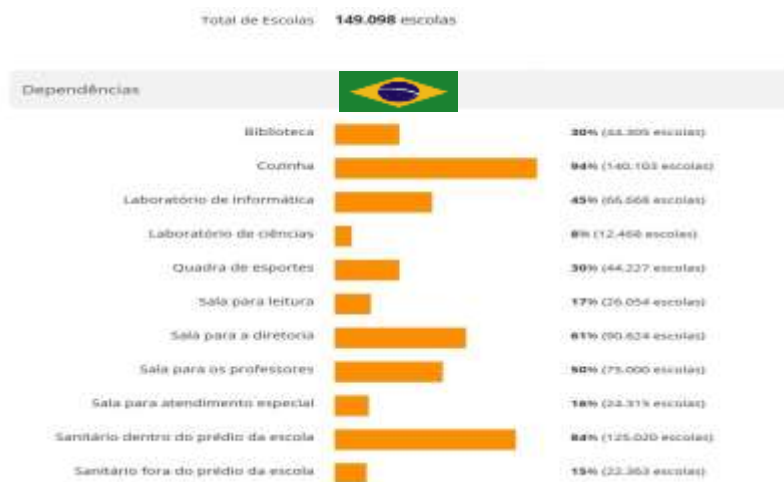 Total de Escolas 149.098 escolas
Dependências
Biblioteca 30% escolas)
Cozinha 94% (140.103 escolas)
Laboratório de Informática 45% (66.668 escolas)
Laboratório de ciências 8% (12.468 escolas)
Quadra de esportes 30% (44.227 escolas)
Sala para leitura 17% (26.054 escolas)
Sala para a diretoria 61% (90.624 escolas)
Sala para os professores 50% (75.000 escolas)
Sala para atendimento especial 16% escolas)
Sanitário dentro do prédio da escola 84% (125.020 escolas)
Sanitário fora do prédio da escola 15% (22.363 escolas)